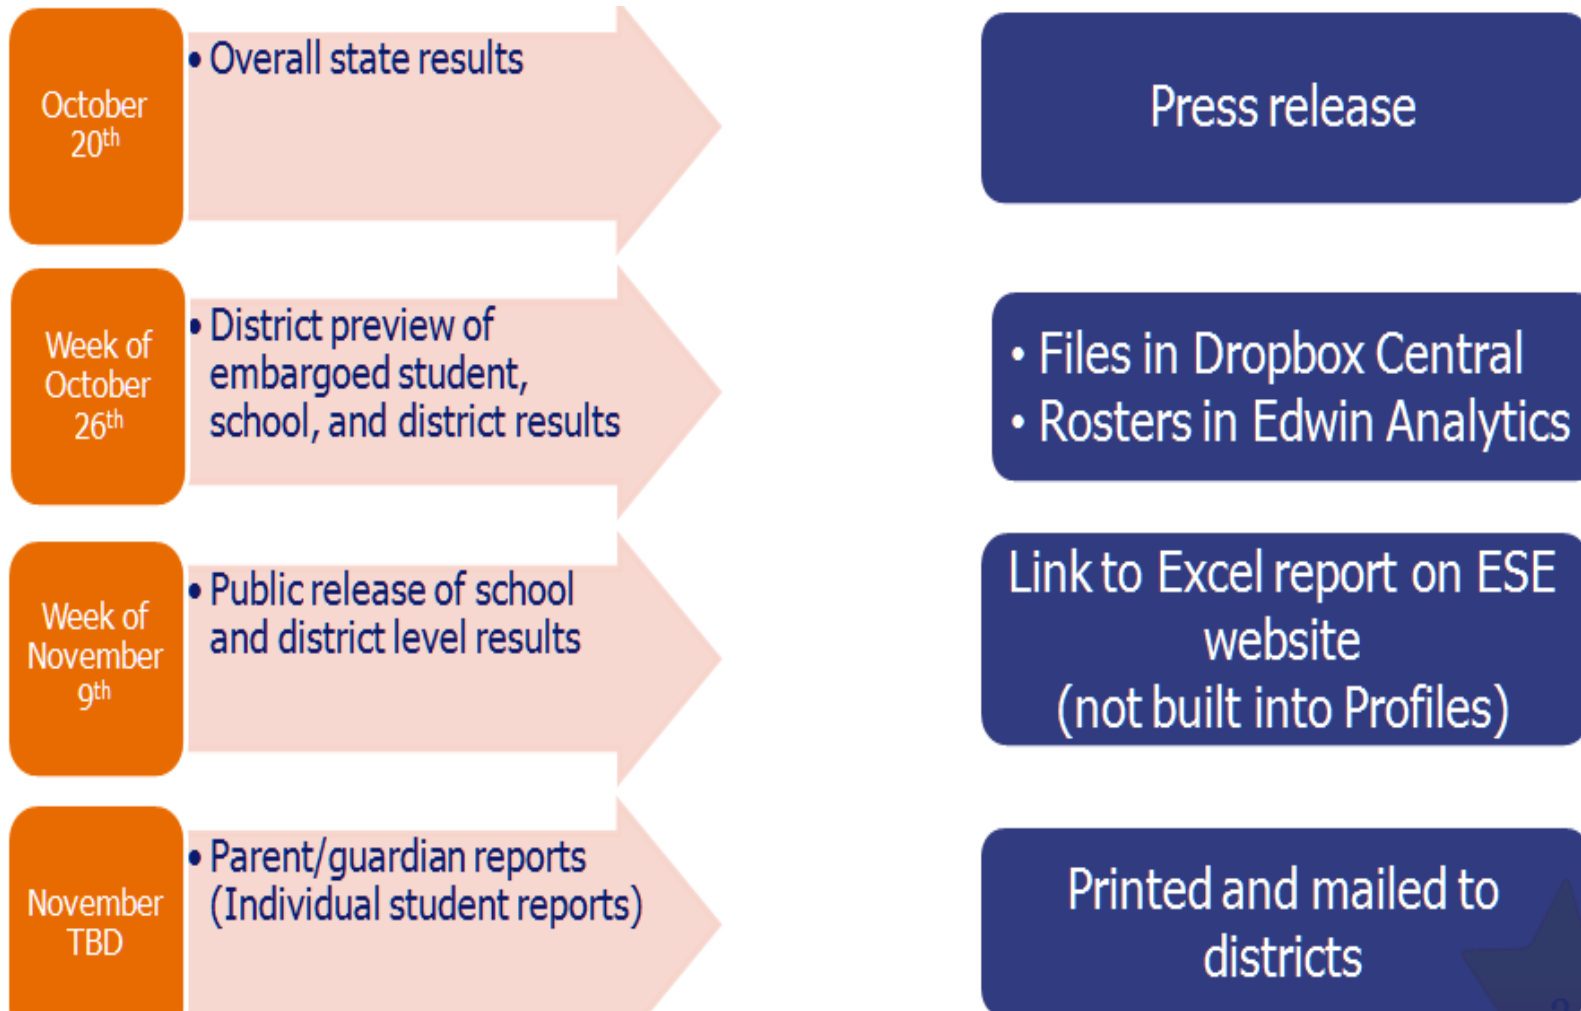 October
20th
• Overall state results
Press release
Week of
October
26th
• District preview of
embargoed student,
school, and district results
• Files in Dropbox Central
• Rosters in Edwin Analytics
Week of
November
9th
• Public release of school
and district level results
Link to Excel report on ESE
website
(not built into Profiles)
November
TBD
• Parent/guardian reports
(Individual student reports)
Printed and mailed to
districts